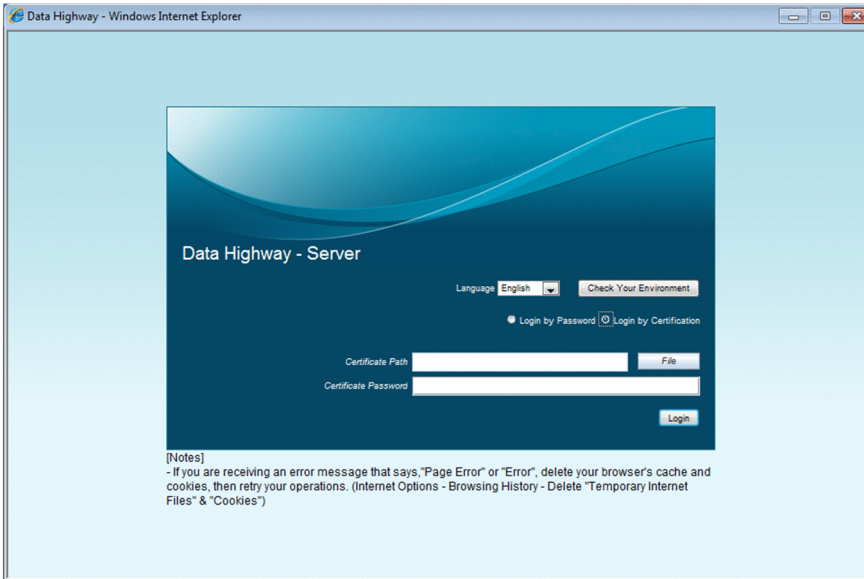 Data Highway - Windows Internet Explorer
Data Highway - Server
Language English Check Your Environment
Login by Password Login by Certification
Certificate Path File
Certificate Password
Login
[Notes]
- If you are receiving an error message that says,"Page Error" or "Error", delete your browser's cache and
cookies, then retry your operations. (Internet Options - Browsing History - Delete "Temporary Internet
Files" & "Cookies")